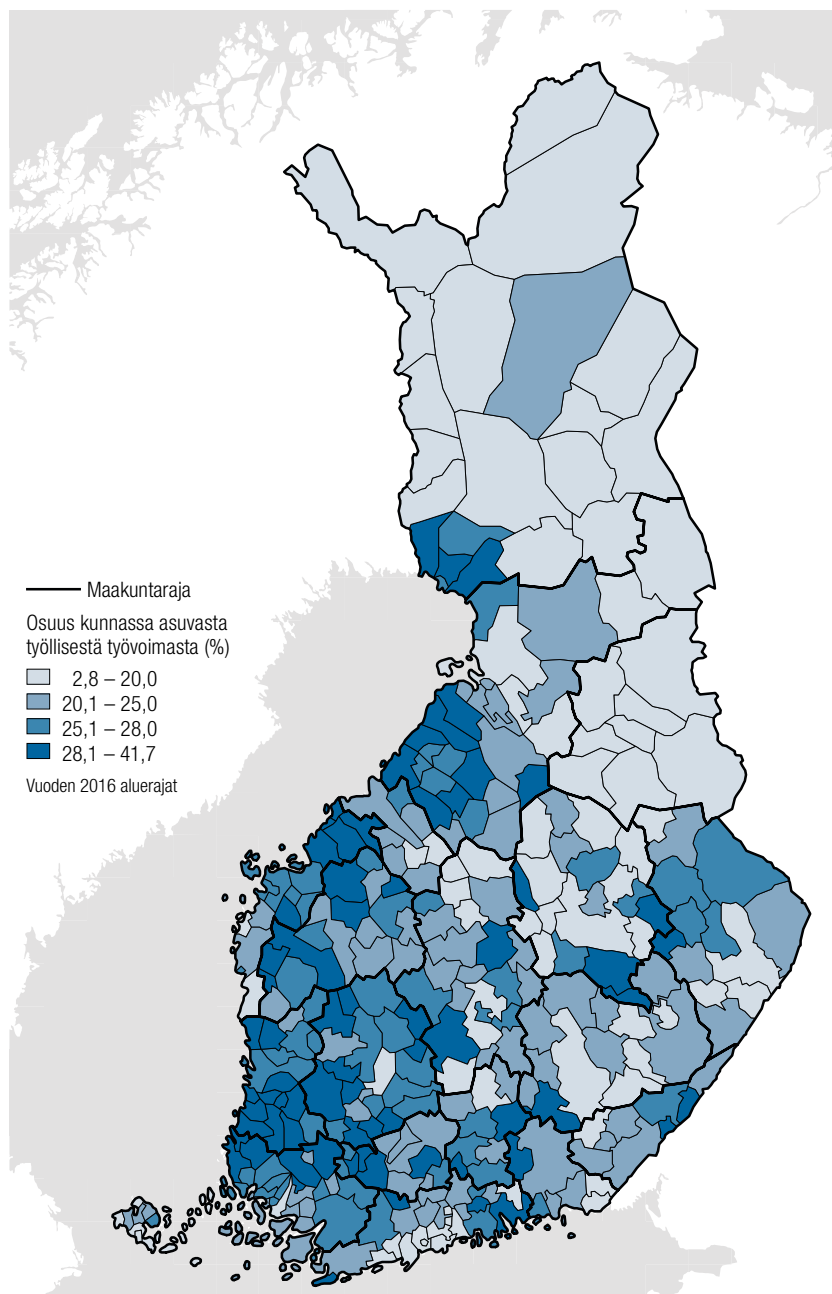 Maakuntaraja
Osuus kunnassa asuvasta
työllisestä työvoimasta (%)
2,8 – 20,0
20,1 – 25,0
25,1 – 28,0
28,1 – 41,7
Vuoden 2016 aluerajat